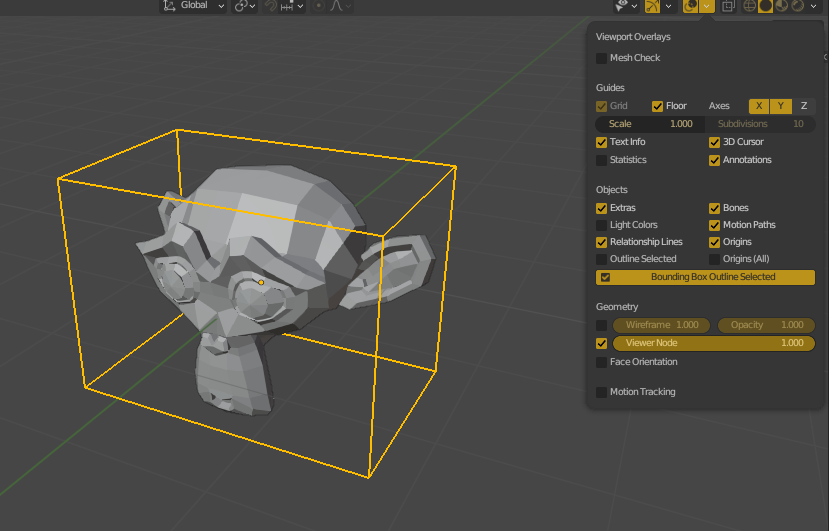 Global
Viewport Overlays
Mesh Check
Guides
Grid Floor Axes X Y Z
Scale 1.000 Subdivisions 10
Text Info 3D Cursor
Statistics Annotations
Objects
Extras Bones
Light Colors Motion Paths
Relationship Lines Origins
Outline Selected Origins (All)
Bounding Box Outline Selected
Geometry
Wireframe 1.000 Opacity 1.000
Viewer Node 1.000
Face Orientation
Motion Tracking